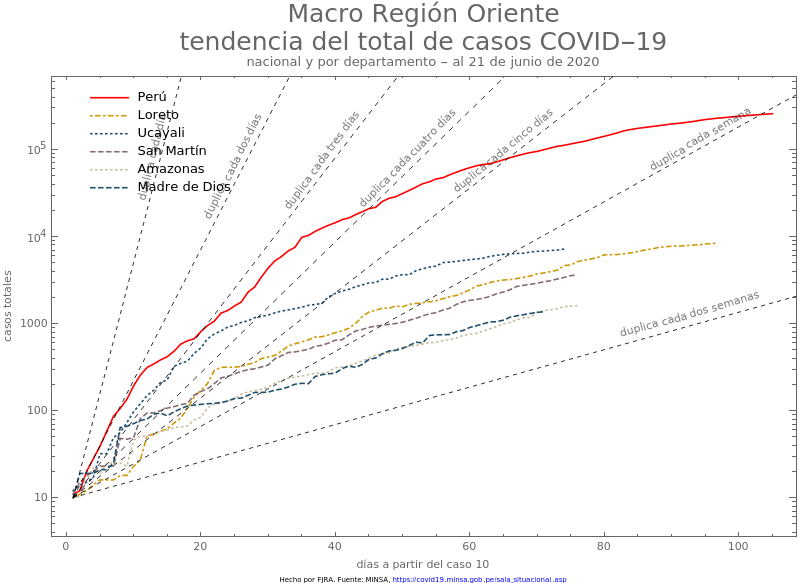 Macro Región Oriente
tendencia del total de casos COVID−19
nacional y por departamento − al 21 de junio de 2020
Perú
Loreto
Ucayali
San Martín
Amazonas
Madre de Dios
duplica cada día
duplica cada dos días
duplica cada tres días
duplica cada cuatro días
duplica cada cinco días
duplica cada semana
duplica cada dos semanas
casos totales
10^5
10^4
1000
100
10
0 20 40 60 80 100
días a partir del caso 10
Hecho por FJRA. Fuente: MINSA, https://covid19.minsa.gob.pe/sala_situacional.asp